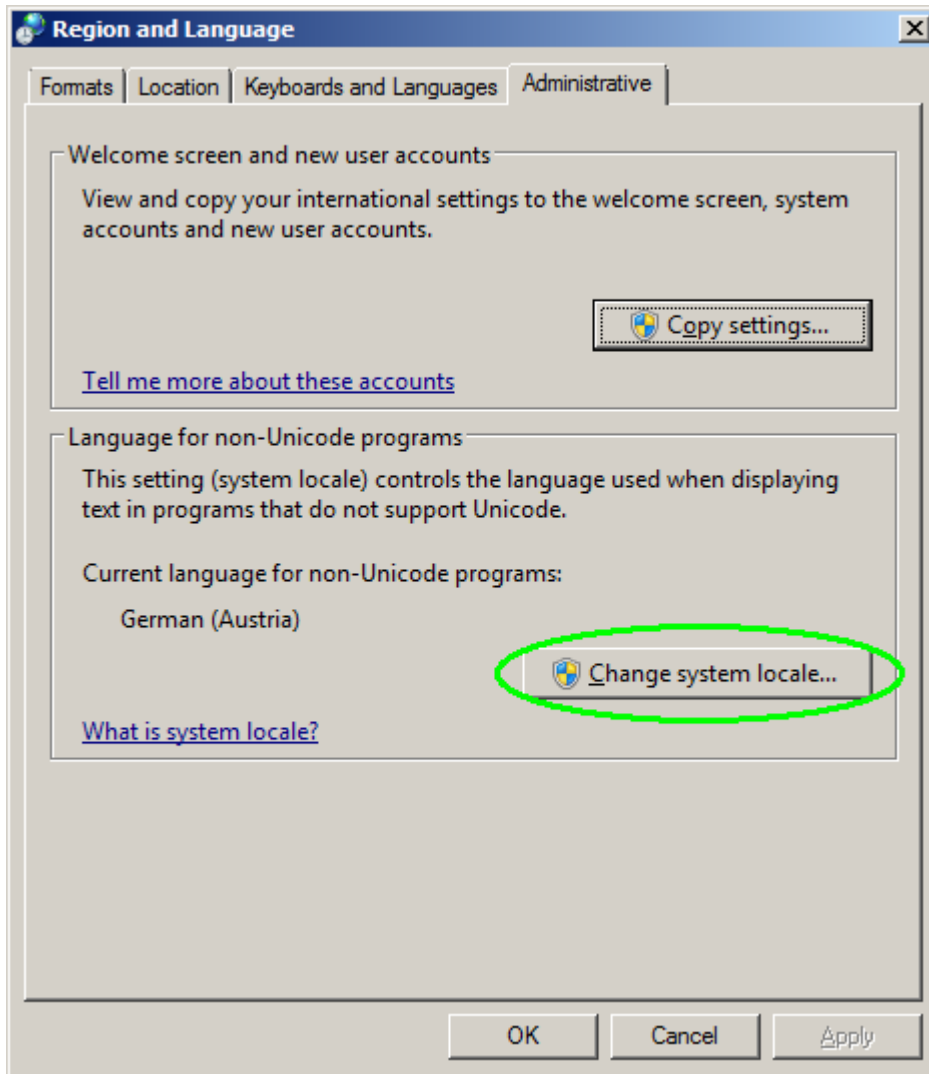 Region and Language
Formats Location Keyboards and Languages Administrative
Welcome screen and new user accounts
View and copy your international settings to the welcome screen, system
accounts and new user accounts.
Copy settings...
Tell me more about these accounts
Language for non-Unicode programs
This setting (system locale) controls the language used when displaying
text in programs that do not support Unicode.
Current language for non-Unicode programs:
German (Austria)
Change system locale...
What is system locale?
OK Cancel Apply